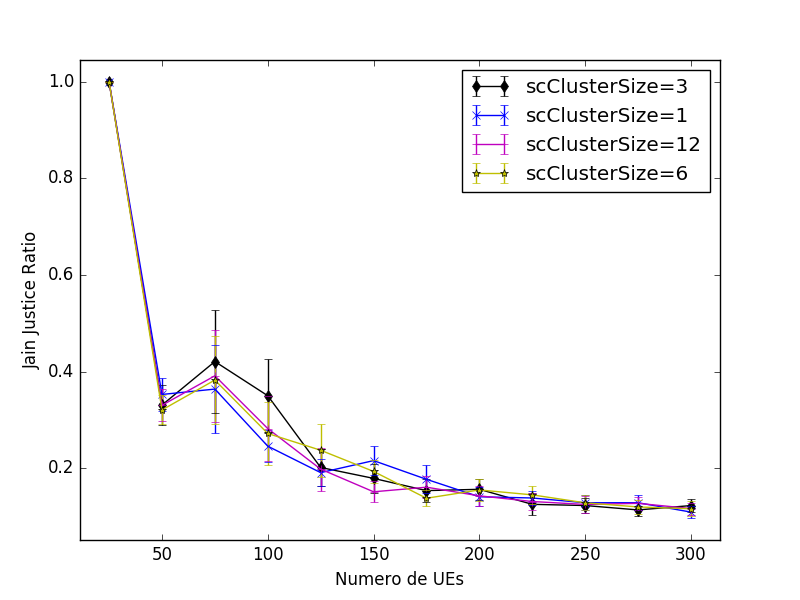 scClusterSize=3
scClusterSize=1
scClusterSize=12
scClusterSize=6
1.0
0.8
0.6
0.4
0.2
Jain Justice Ratio
50 100 150 200 250 300
Numero de UEs